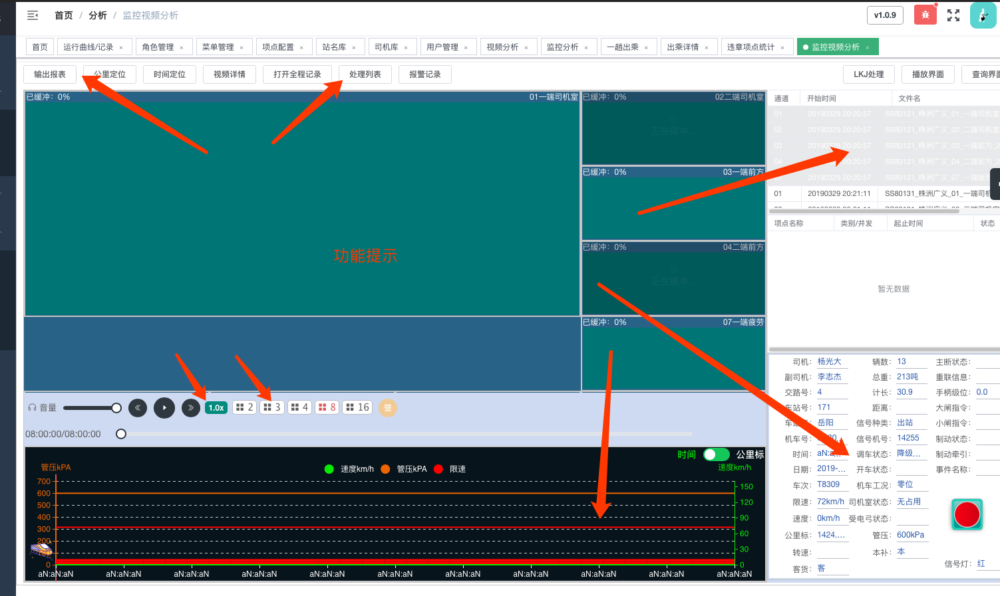 首页 / 分析 / 监控视频分析
v1.0.9
首页
运行曲线/记录 ×
角色管理 ×
菜单管理 ×
项点配置 ×
站名库 ×
司机库 ×
用户管理 ×
视频分析 ×
监控分析 ×
一趟出乘 ×
出乘详情 ×
违章项点统计 ×
监控视频分析 ×
输出报表
公里定位
时间定位
视频详情
打开全程记录
处理列表
报警记录
LKJ处理
播放界面
查询界面
已缓冲：0%
01一端司机室
已缓冲：0%
02二端司机室
正在缓冲...
已缓冲：0%
03一端前方
已缓冲：0%
04二端前方
正在缓冲...
已缓冲：0%
07一端疲劳
功能提示
通道 开始时间 文件名
01 20190329 20:20:57 SS80131_株洲广义_01_一端司机室
02 20190329 20:20:57 SS80131_株洲广义_02_二端司机室
03 20190329 20:20:57 SS80131_株洲广义_03_一端前方_2
04 20:20:57 SS80131_株洲广义_04_二端前方_2
07 20190329 20:20:57 SS80131_株洲广义_07_一端疲劳
01 20190329 20:21:11 SS80131_株洲广义_01_一端司机
项点名称 类别/并发 起止时间 状态
暂无数据
音量
1.0x
2
3
4
8
16
签
08:00:00/08:00:00
时间 公里标
管压kPA
速度km/h
管压kPA
限速
速度km/h
700
600
500
400
300
200
100
0
150
120
90
60
30
0
aN:aN:aN aN:aN:aN aN:aN:aN aN:aN:aN aN:aN:aN aN:aN:aN aN:aN:aN aN:aN:aN aN:aN:aN aN:aN:aN aN:aN:aN
司机: 杨光大 辆数: 13 主断状态:
副司机: 李志杰 总重: 213吨 重联信息:
交路号: 4 计长: 30.9 手柄级位: 0.0
车站号: 171 距离: 大闸指令:
岳阳 信号种类: 出站 小闸指令:
机车号: 信号机号: 14255 制动状态:
时间: aN:a... 调车状态: 降级... 制动牵引:
日期: 2019-... 开车状态: 事件名称:
车次: T8309 机车工况: 零位
限速: 72km/h 司机室状态: 无占用
速度: 0km/h 受电弓状态:
公里标: 1424.... 管压: 600kPa
转速: 本补: 本
客货: 客 信号灯: 红